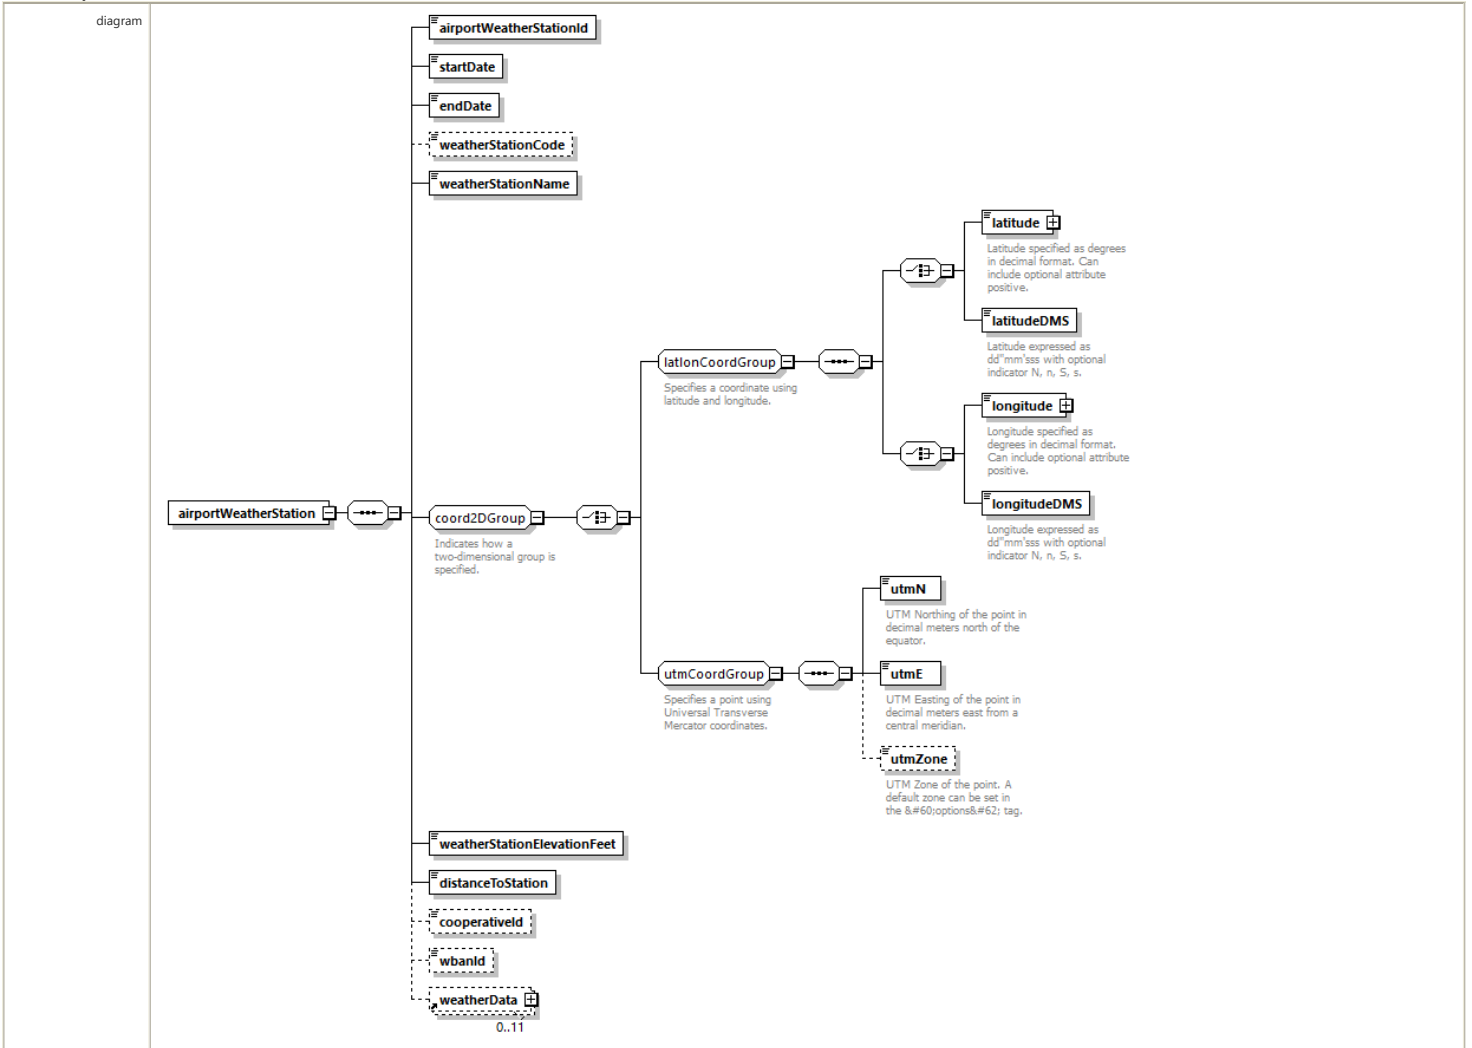 diagram
airportWeatherStationId
startDate
endDate
weatherStationCode
weatherStationName
latitude
Latitude specified as degrees
in decimal format. Can
include optional attribute
positive.
latitudeDMS
Latitude expressed as
dd"mm'sss with optional
indicator N, n, S, s.
latlonCoordGroup
Specifies a coordinate using
latitude and longitude.
longitude
Longitude specified as
degrees in decimal format.
Can include optional attribute
positive.
longitudeDMS
Longitude expressed as
dd"mm'sss with optional
indicator N, n, S, s.
airportWeatherStation
coord2DGroup
Indicates how a
two-dimensional group is
specified.
utmN
UTM Northing of the point in
decimal meters north of the
equator.
utmCoordGroup
Specifies a point using
Universal Transverse
Mercator coordinates.
utmE
UTM Easting of the point in
decimal meters east from a
central meridian.
utmZone
UTM Zone of the point. A
default zone can be set in
the &#60;options&#62; tag.
weatherStationElevationFeet
distanceToStation
cooperativeId
wbanId
weatherData
0..11